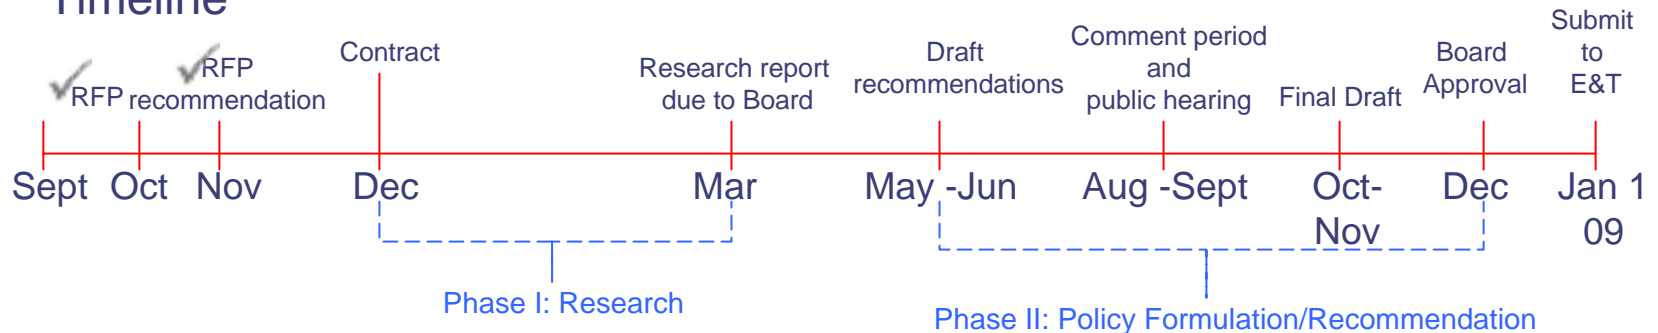 Timeline
RFP
RFP
recommendation
Contract
Research report
due to Board
Draft
recommendations
Comment period
and
public hearing
Final Draft
Board
Approval
Submit
to
E&T
Sept Oct Nov Dec Mar May -Jun Aug -Sept Oct- Dec Jan 1
Nov 09
Phase I: Research
Phase II: Policy Formulation/Recommendation